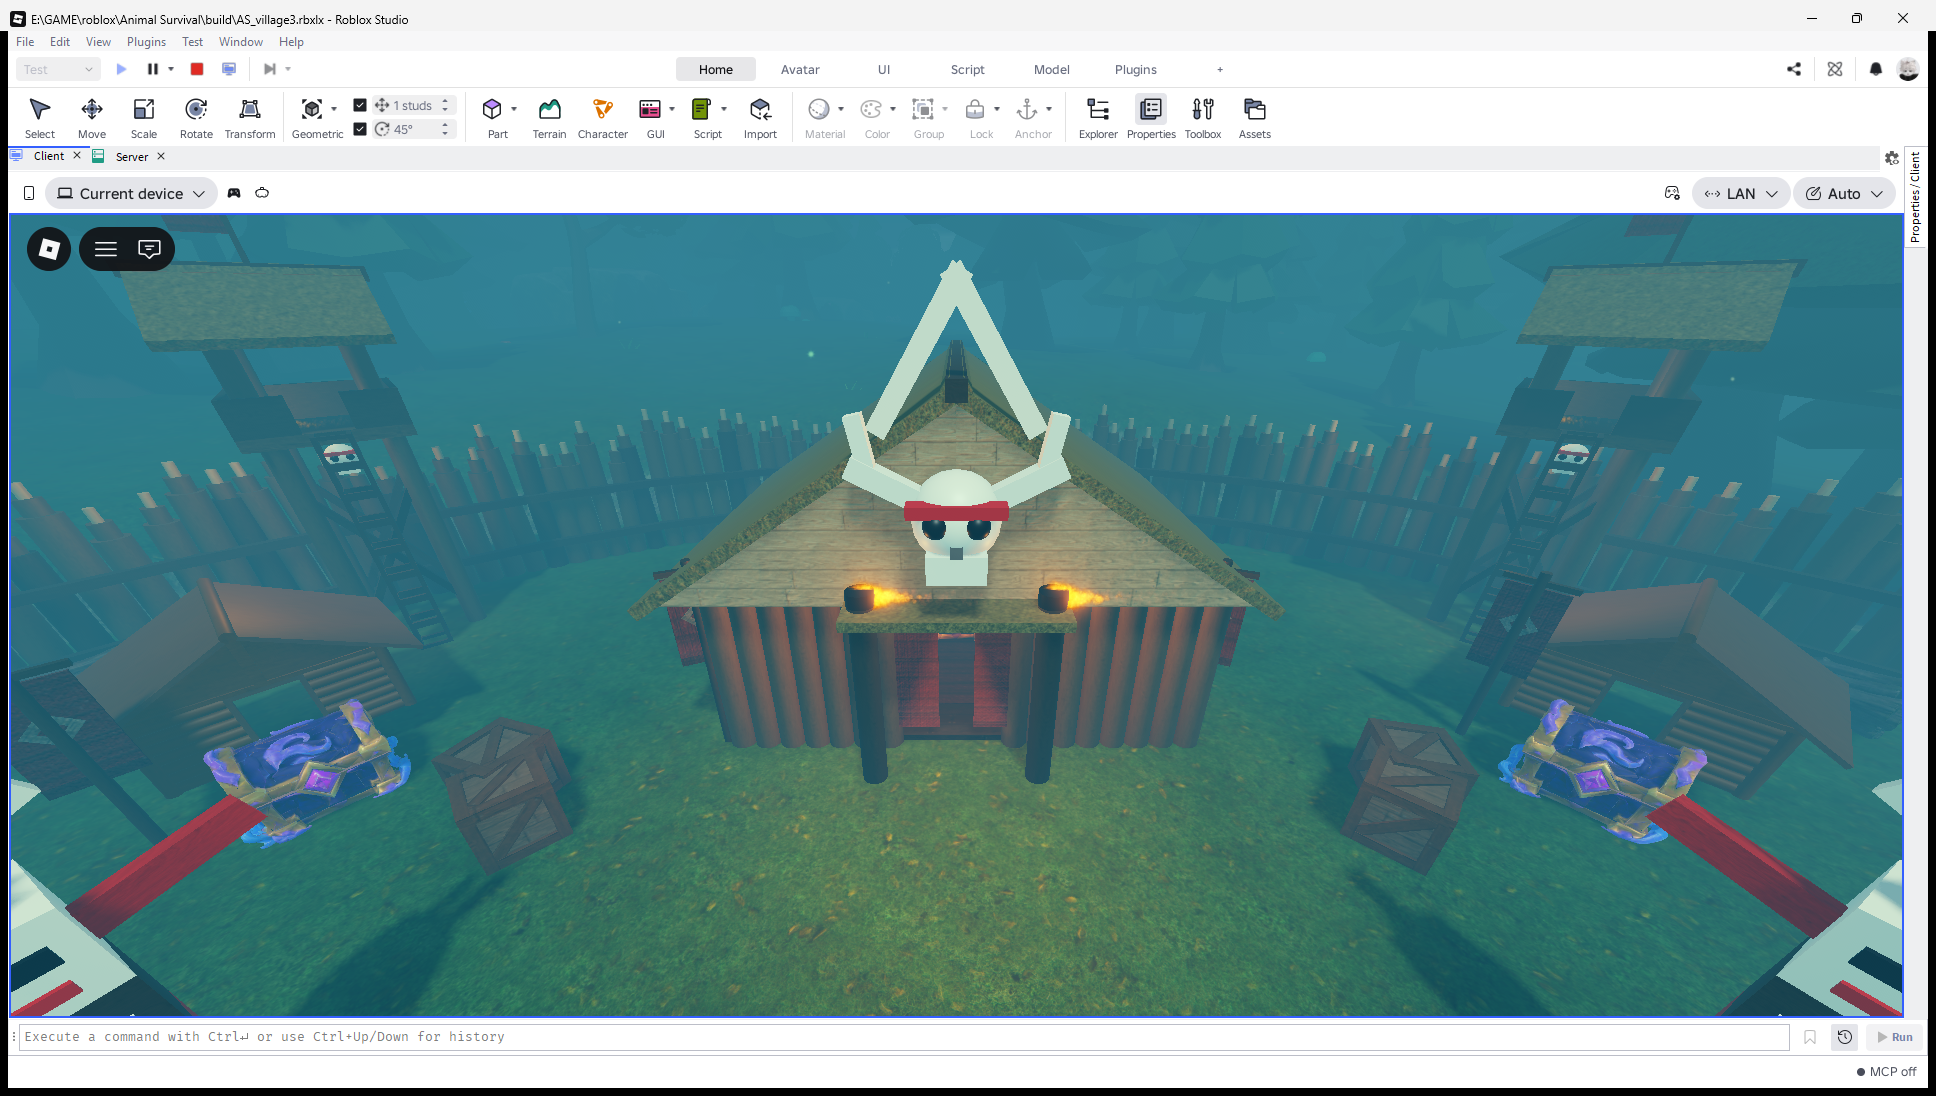 E:\GAME\roblox\Animal Survival\build\AS_village3.rbxlx - Roblox Studio
File Edit View Plugins Test Window Help
Test
Home Avatar UI Script Model Plugins +
1 studs
45°
Select Move Scale Rotate Transform Geometric Part Terrain Character GUI Script Import Material Color Group Lock Anchor Explorer Properties Toolbox Assets
Client Server
Properties / Client
Current device
LAN Auto
Execute a command with Ctrl↵ or use Ctrl+Up/Down for history
Run
MCP off